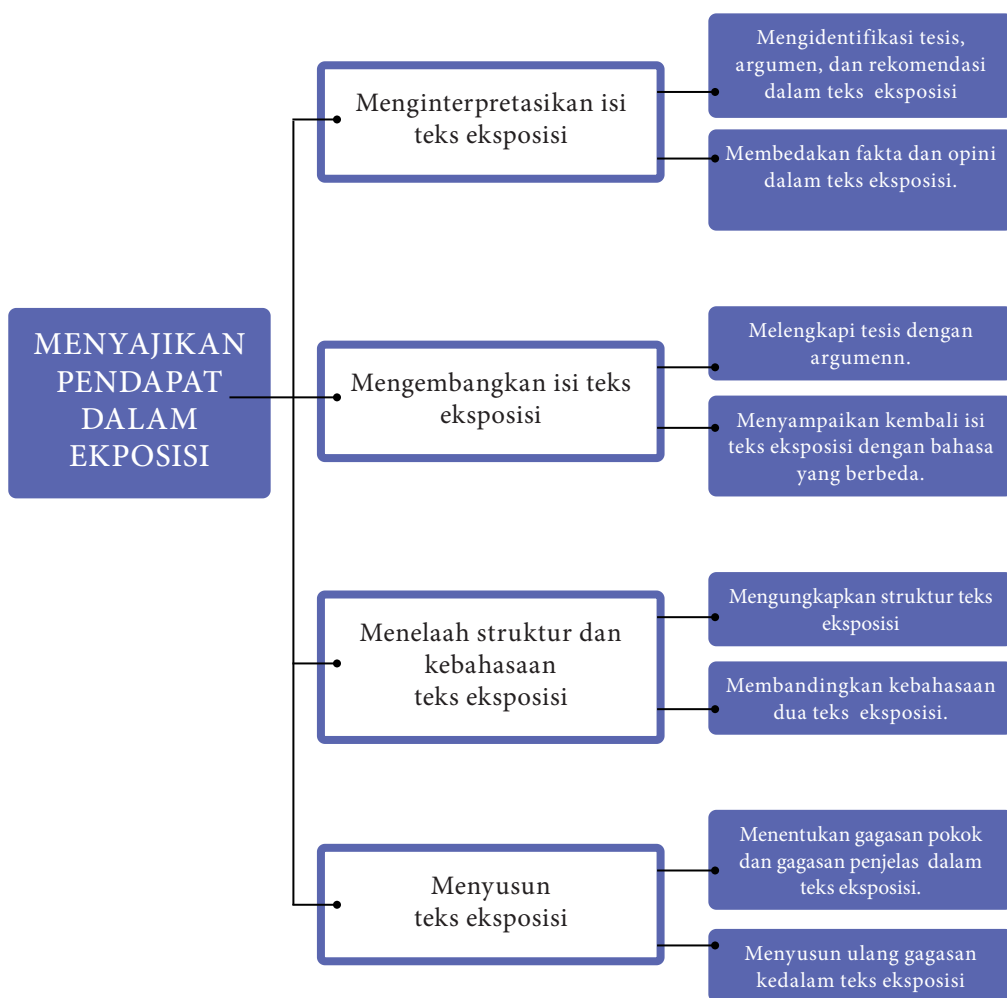 MENYAJIKAN
PENDAPAT
DALAM
EKPOSISI
Menginterpretasikan isi
teks eksposisi
Mengidentifikasi tesis,
argumen, dan rekomendasi
dalam teks eksposisi
Membedakan fakta dan opini
dalam teks eksposisi.
Mengembangkan isi teks
eksposisi
Melengkapi tesis dengan
argumenn.
Menyampaikan kembali isi
teks eksposisi dengan bahasa
yang berbeda.
Menelaah struktur dan
kebahasaan
teks eksposisi
Mengungkapkan struktur teks
eksposisi
Membandingkan kebahasaan
dua teks eksposisi.
Menyusun
teks eksposisi
Menentukan gagasan pokok
dan gagasan penjelas dalam
teks eksposisi.
Menyusun ulang gagasan
kedalam teks eksposisi